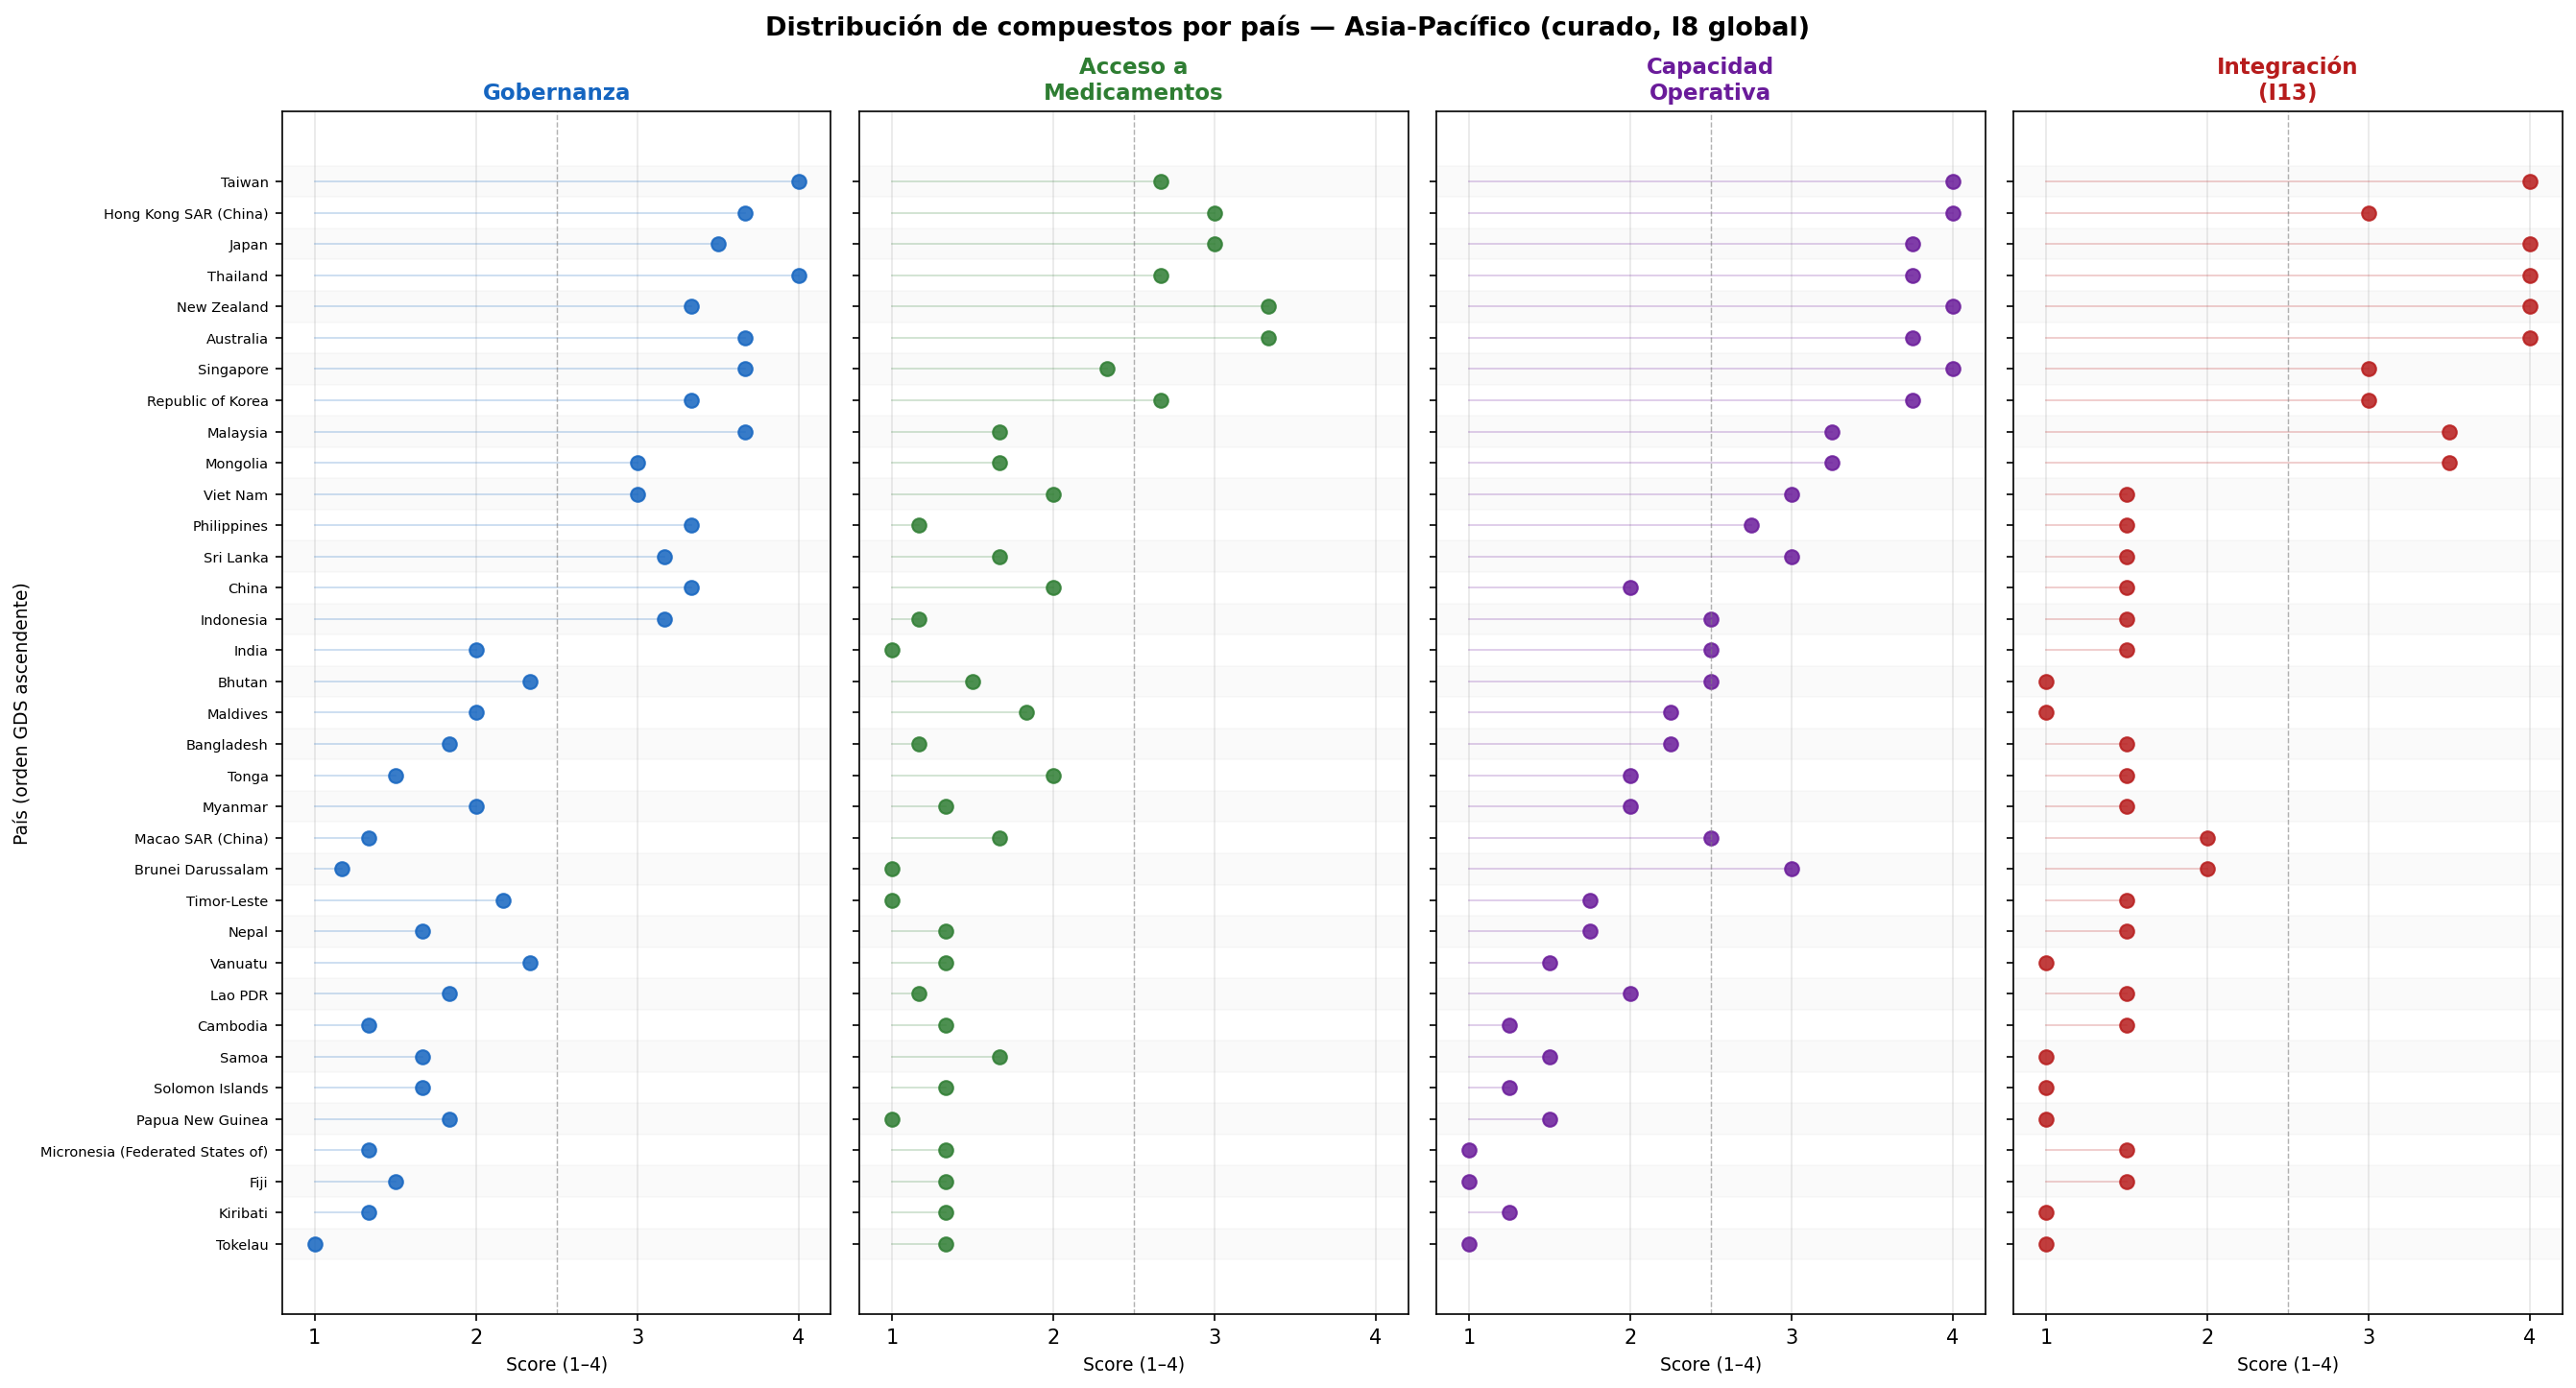 Distribución de compuestos por país — Asia-Pacífico (curado, I8 global)
Gobernanza
Acceso a
Medicamentos
Capacidad
Operativa
Integración
(I13)
País (orden GDS ascendente)
Taiwan
Hong Kong SAR (China)
Japan
Thailand
New Zealand
Australia
Singapore
Republic of Korea
Malaysia
Mongolia
Viet Nam
Philippines
Sri Lanka
China
Indonesia
India
Bhutan
Maldives
Bangladesh
Tonga
Myanmar
Macao SAR (China)
Brunei Darussalam
Timor-Leste
Nepal
Vanuatu
Lao PDR
Cambodia
Samoa
Solomon Islands
Papua New Guinea
Micronesia (Federated States of)
Fiji
Kiribati
Tokelau
1 2 3 4
Score (1–4)
1 2 3 4
Score (1–4)
1 2 3 4
Score (1–4)
1 2 3 4
Score (1–4)